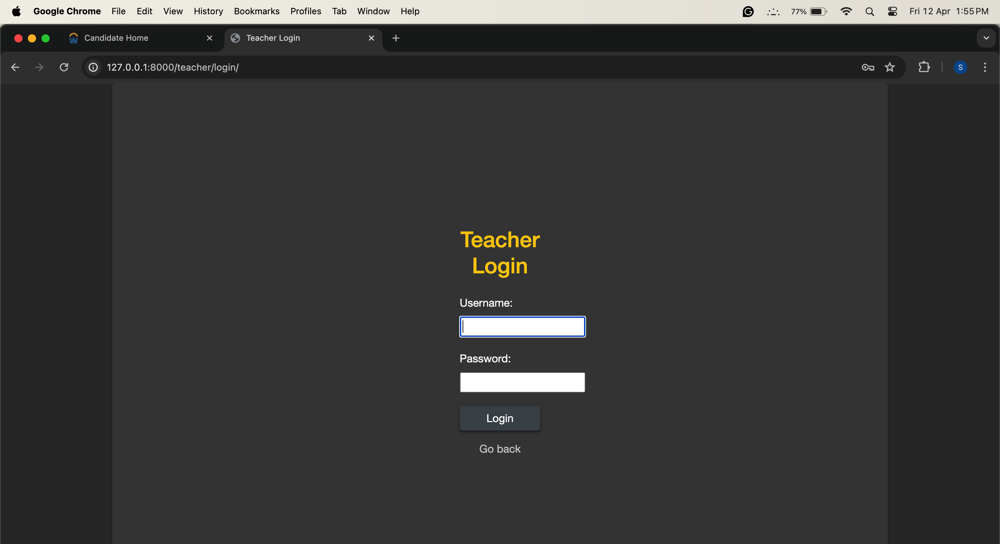 Google Chrome File Edit View History Bookmarks Profiles Tab Window Help 77% Fri 12 Apr 1:55 PM
Candidate Home Teacher Login
127.0.0.1:8000/teacher/login/ S
Teacher
Login
Username:
Password:
Login
Go back